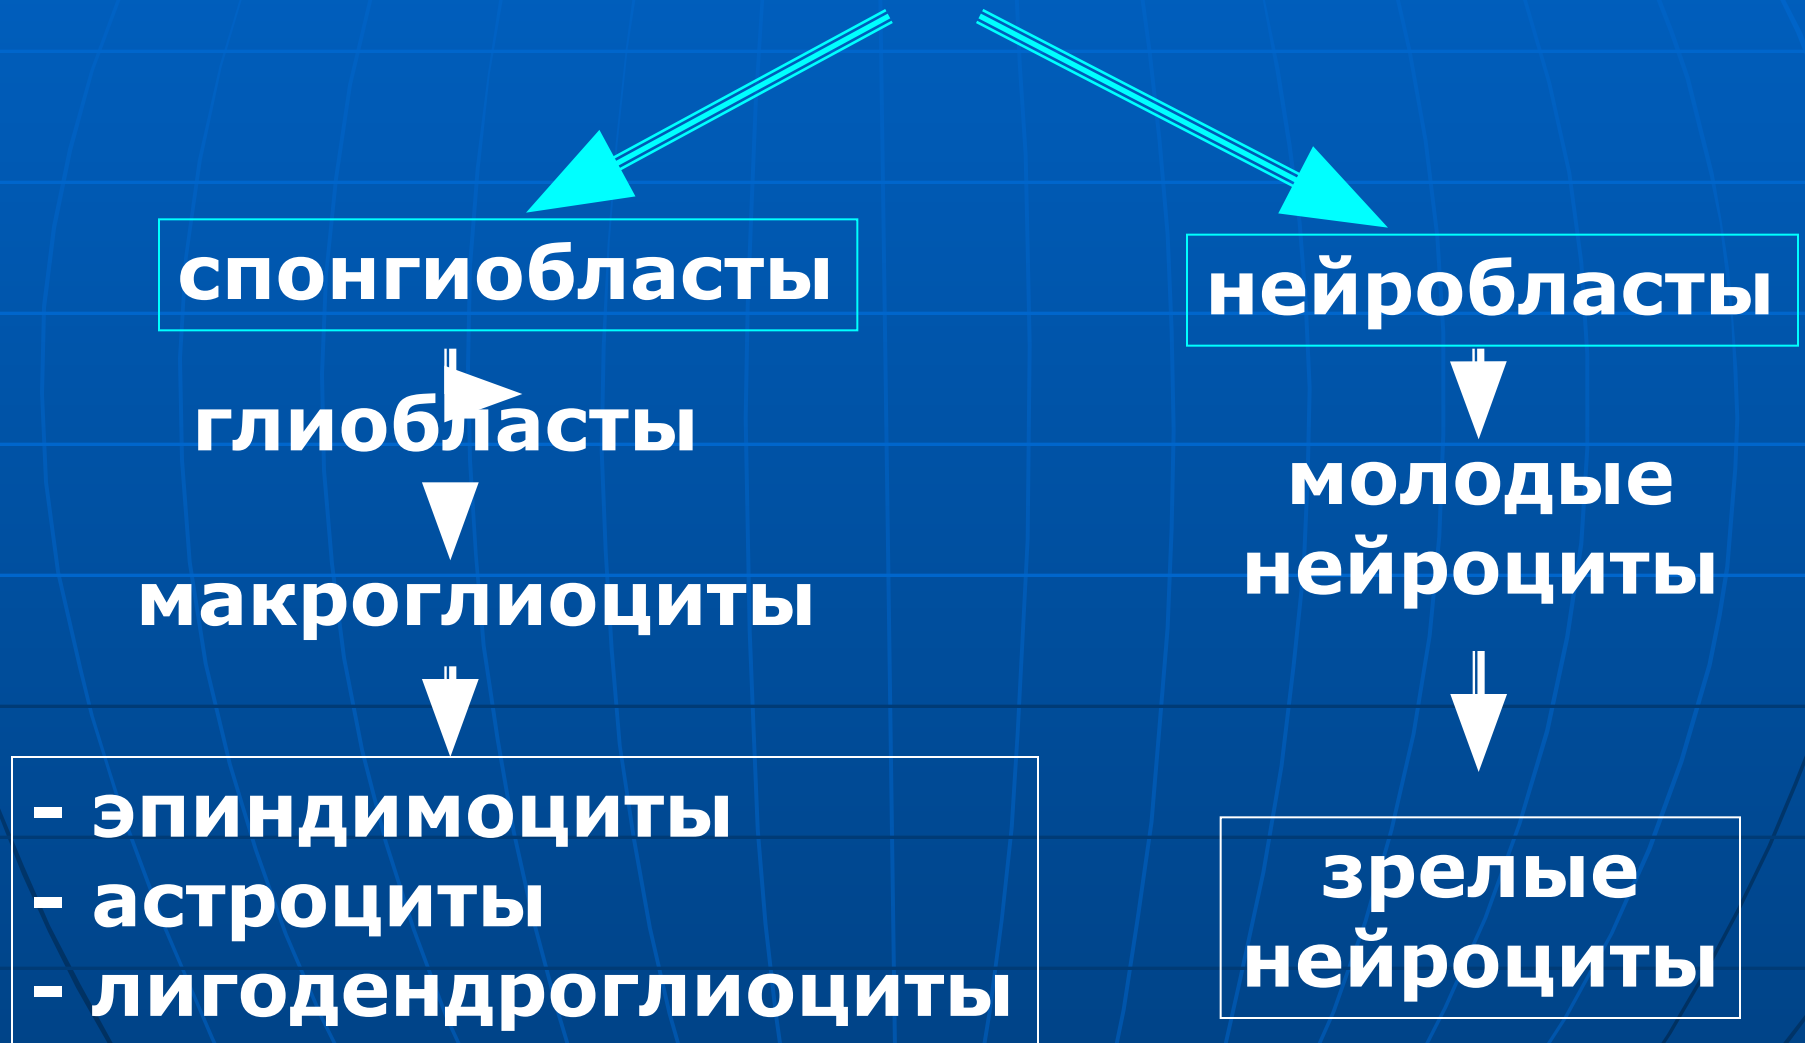 спонгиобласты
глиобласты
макроглиоциты
- эпиндимоциты
- астроциты
- лигодендроглиоциты
нейробласты
молодые
нейроциты
зрелые
нейроциты